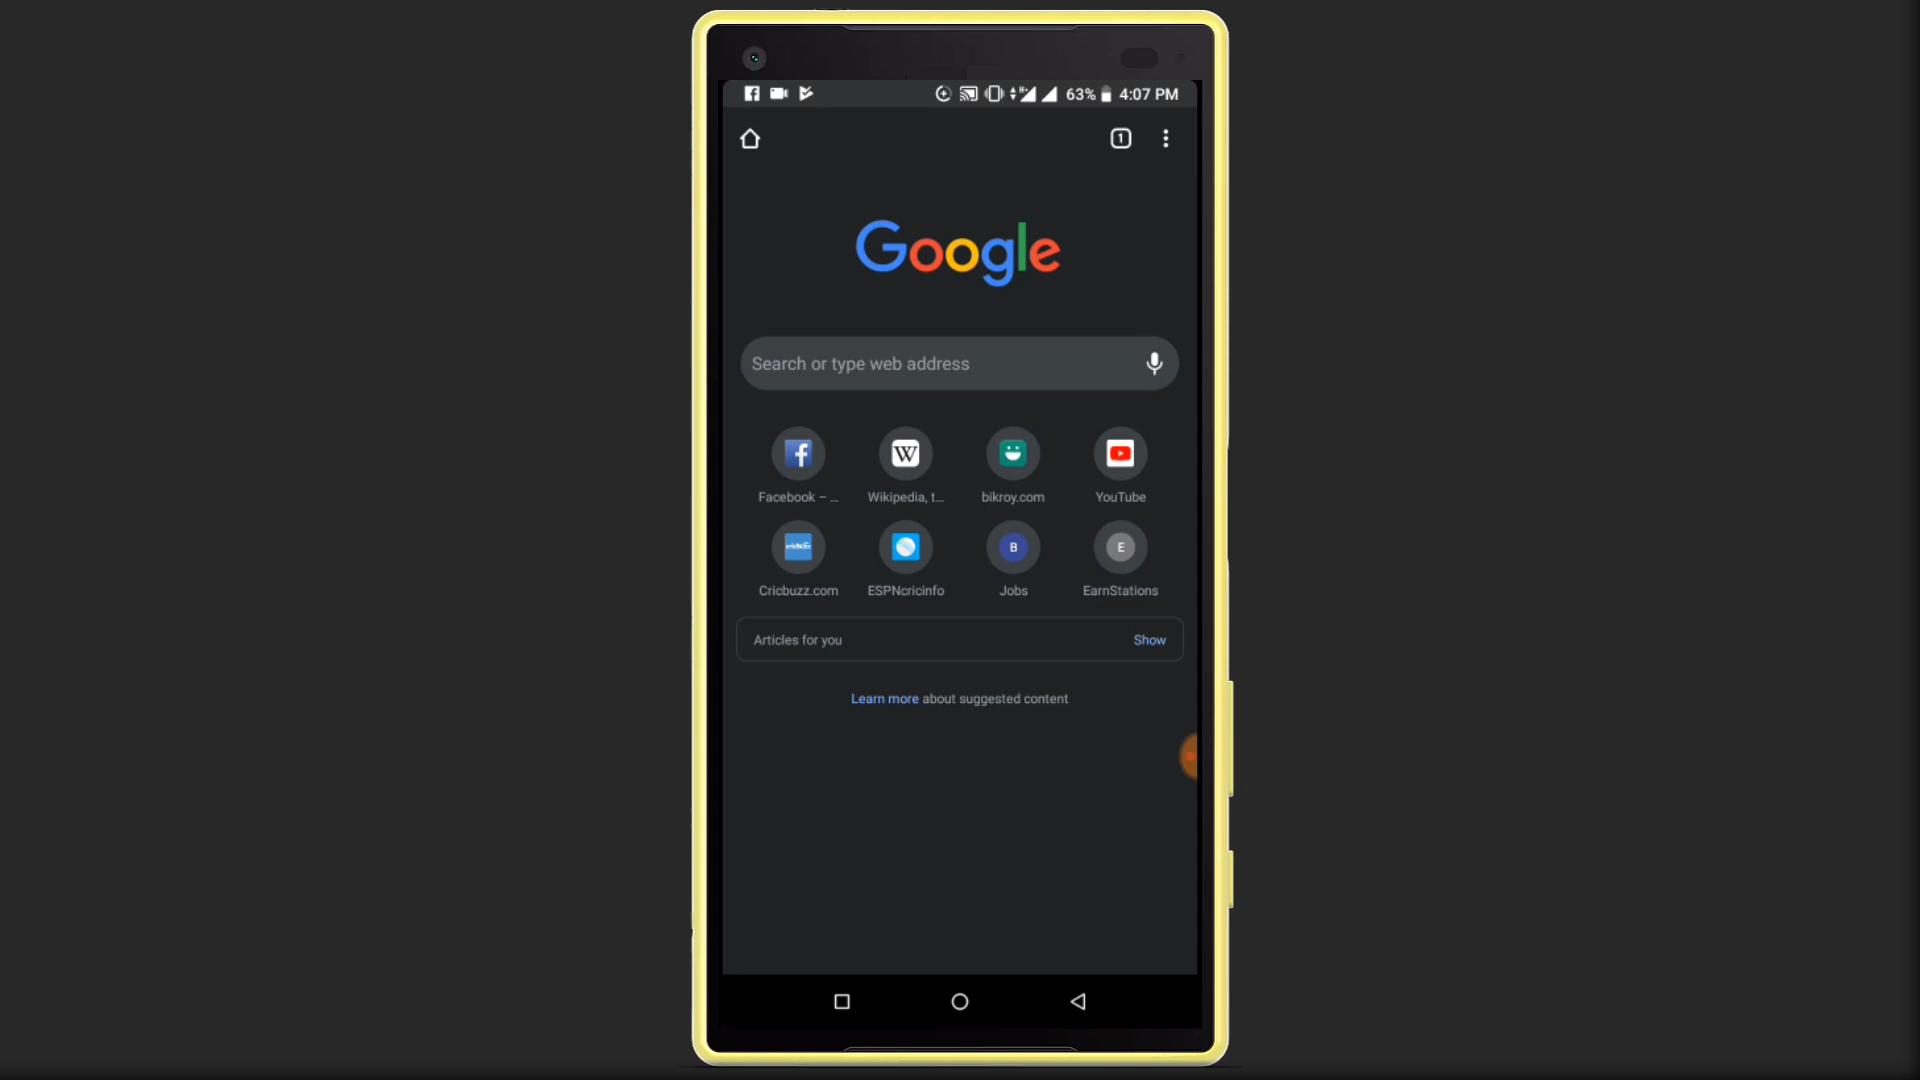 63% 4:07 PM
1
Google
Search or type web address
Facebook – ...
Wikipedia, t...
bikroy.com
YouTube
B
E
Cricbuzz.com
ESPNcricinfo
Jobs
EarnStations
Articles for you Show
Learn more about suggested content